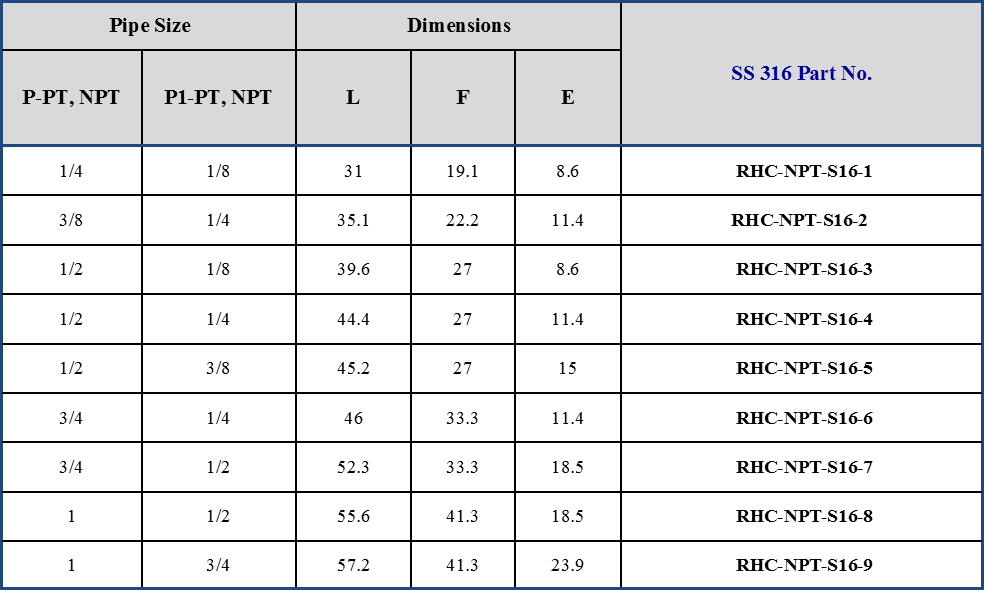 Pipe Size Dimensions SS 316 Part No.
P-PT, NPT P1-PT, NPT L F E
1/4 1/8 31 19.1 8.6 RHC-NPT-S16-1
3/8 1/4 35.1 22.2 11.4 RHC-NPT-S16-2
1/2 1/8 39.6 27 8.6 RHC-NPT-S16-3
1/2 1/4 44.4 27 11.4 RHC-NPT-S16-4
1/2 3/8 45.2 27 15 RHC-NPT-S16-5
3/4 1/4 46 33.3 11.4 RHC-NPT-S16-6
3/4 1/2 52.3 33.3 18.5 RHC-NPT-S16-7
1 1/2 55.6 41.3 18.5 RHC-NPT-S16-8
1 3/4 57.2 41.3 23.9 RHC-NPT-S16-9